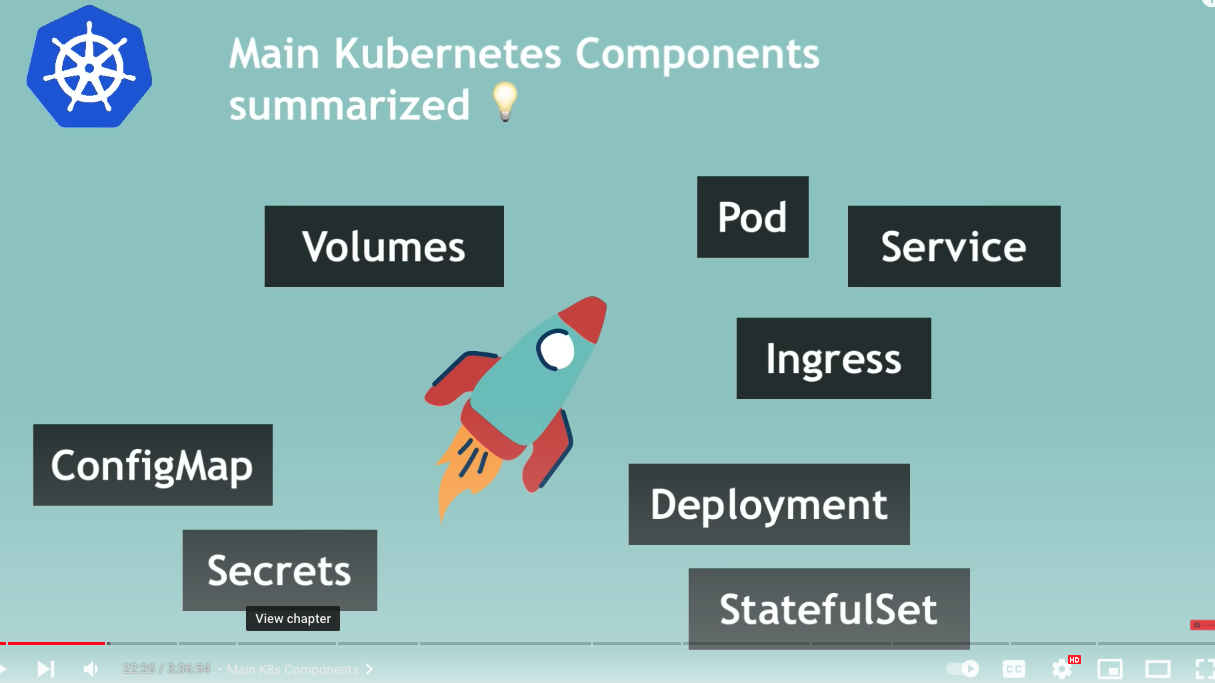 Main Kubernetes Components
summarized
Pod
Volumes
Service
Ingress
ConfigMap
Deployment
Secrets
StatefulSet
View chapter
22:26 / 3:36:54 • Main K8s Components
CC
HD